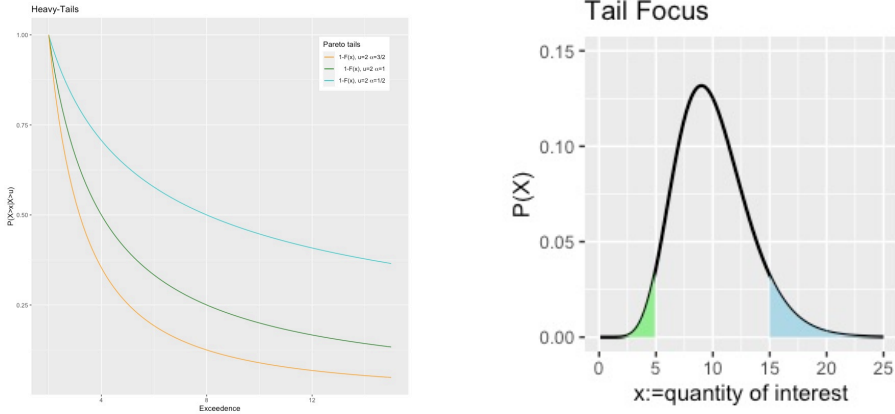 Heavy-Tails
1.00
0.75
0.50
0.25
P(X>x|X>u)
Pareto tails
1-F(x), u=2 α=3/2
1-F(x), u=2 α=1
1-F(x), u=2 α=1/2
4
8
12
Exceedence
Tail Focus
0.15
0.10
0.05
0.00
P(X)
0
5
10
15
20
25
x:=quantity of interest